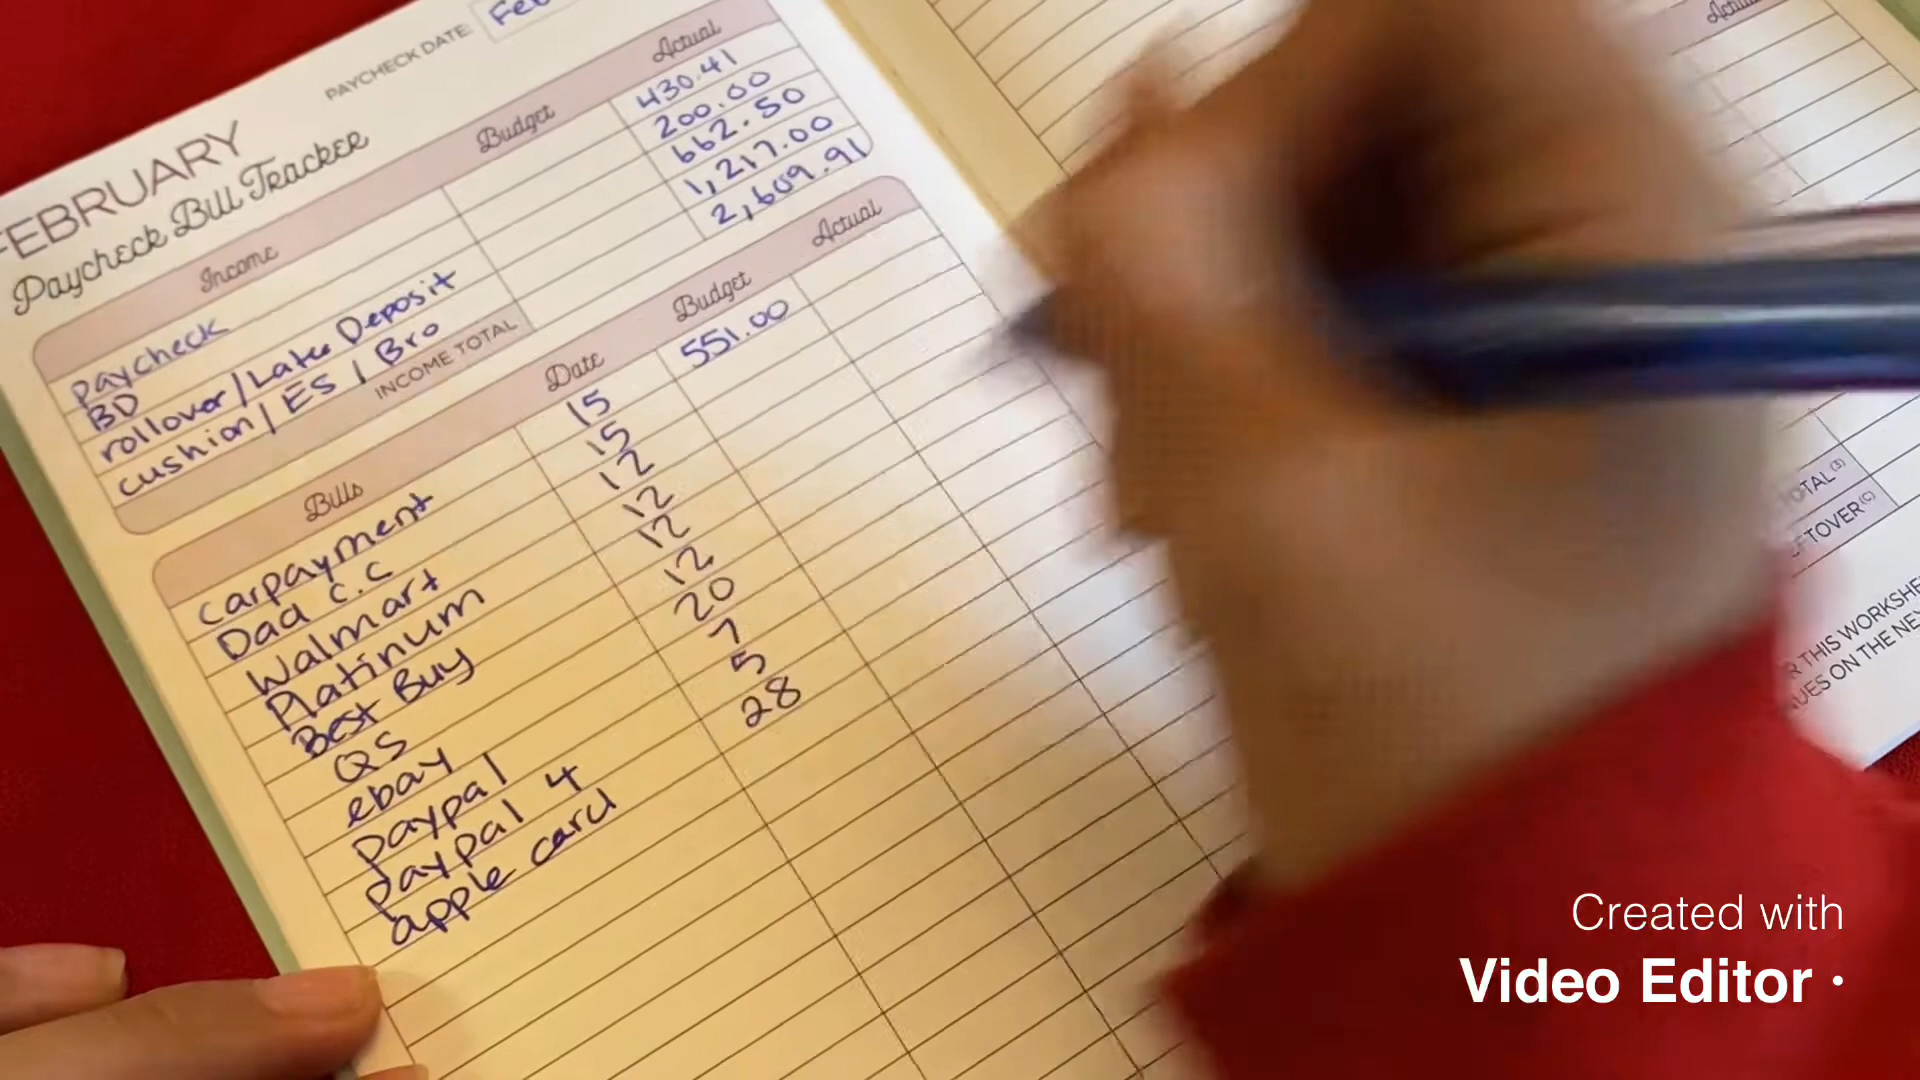 PAYCHECK DATE: Feb
FEBRUARY
Paycheck Bill Tracker
Income Budget Actual
paycheck 430.41
BD 200.00
rollover/Late Deposit 662.50
cushion/ES/Bro 1,217.00
INCOME TOTAL 2,609.91
Bills Date Budget Actual
carpayment 15 551.00
Dad C.C 15
Walmart 12
Platinum 12
Best Buy 12
QS 12
ebay 20
paypal 7
paypal 4 5
apple card 28
Actual
TOTAL(3)
FTOVER(C)
R THIS WORKSHE
UES ON THE NE
Created with
Video Editor ·